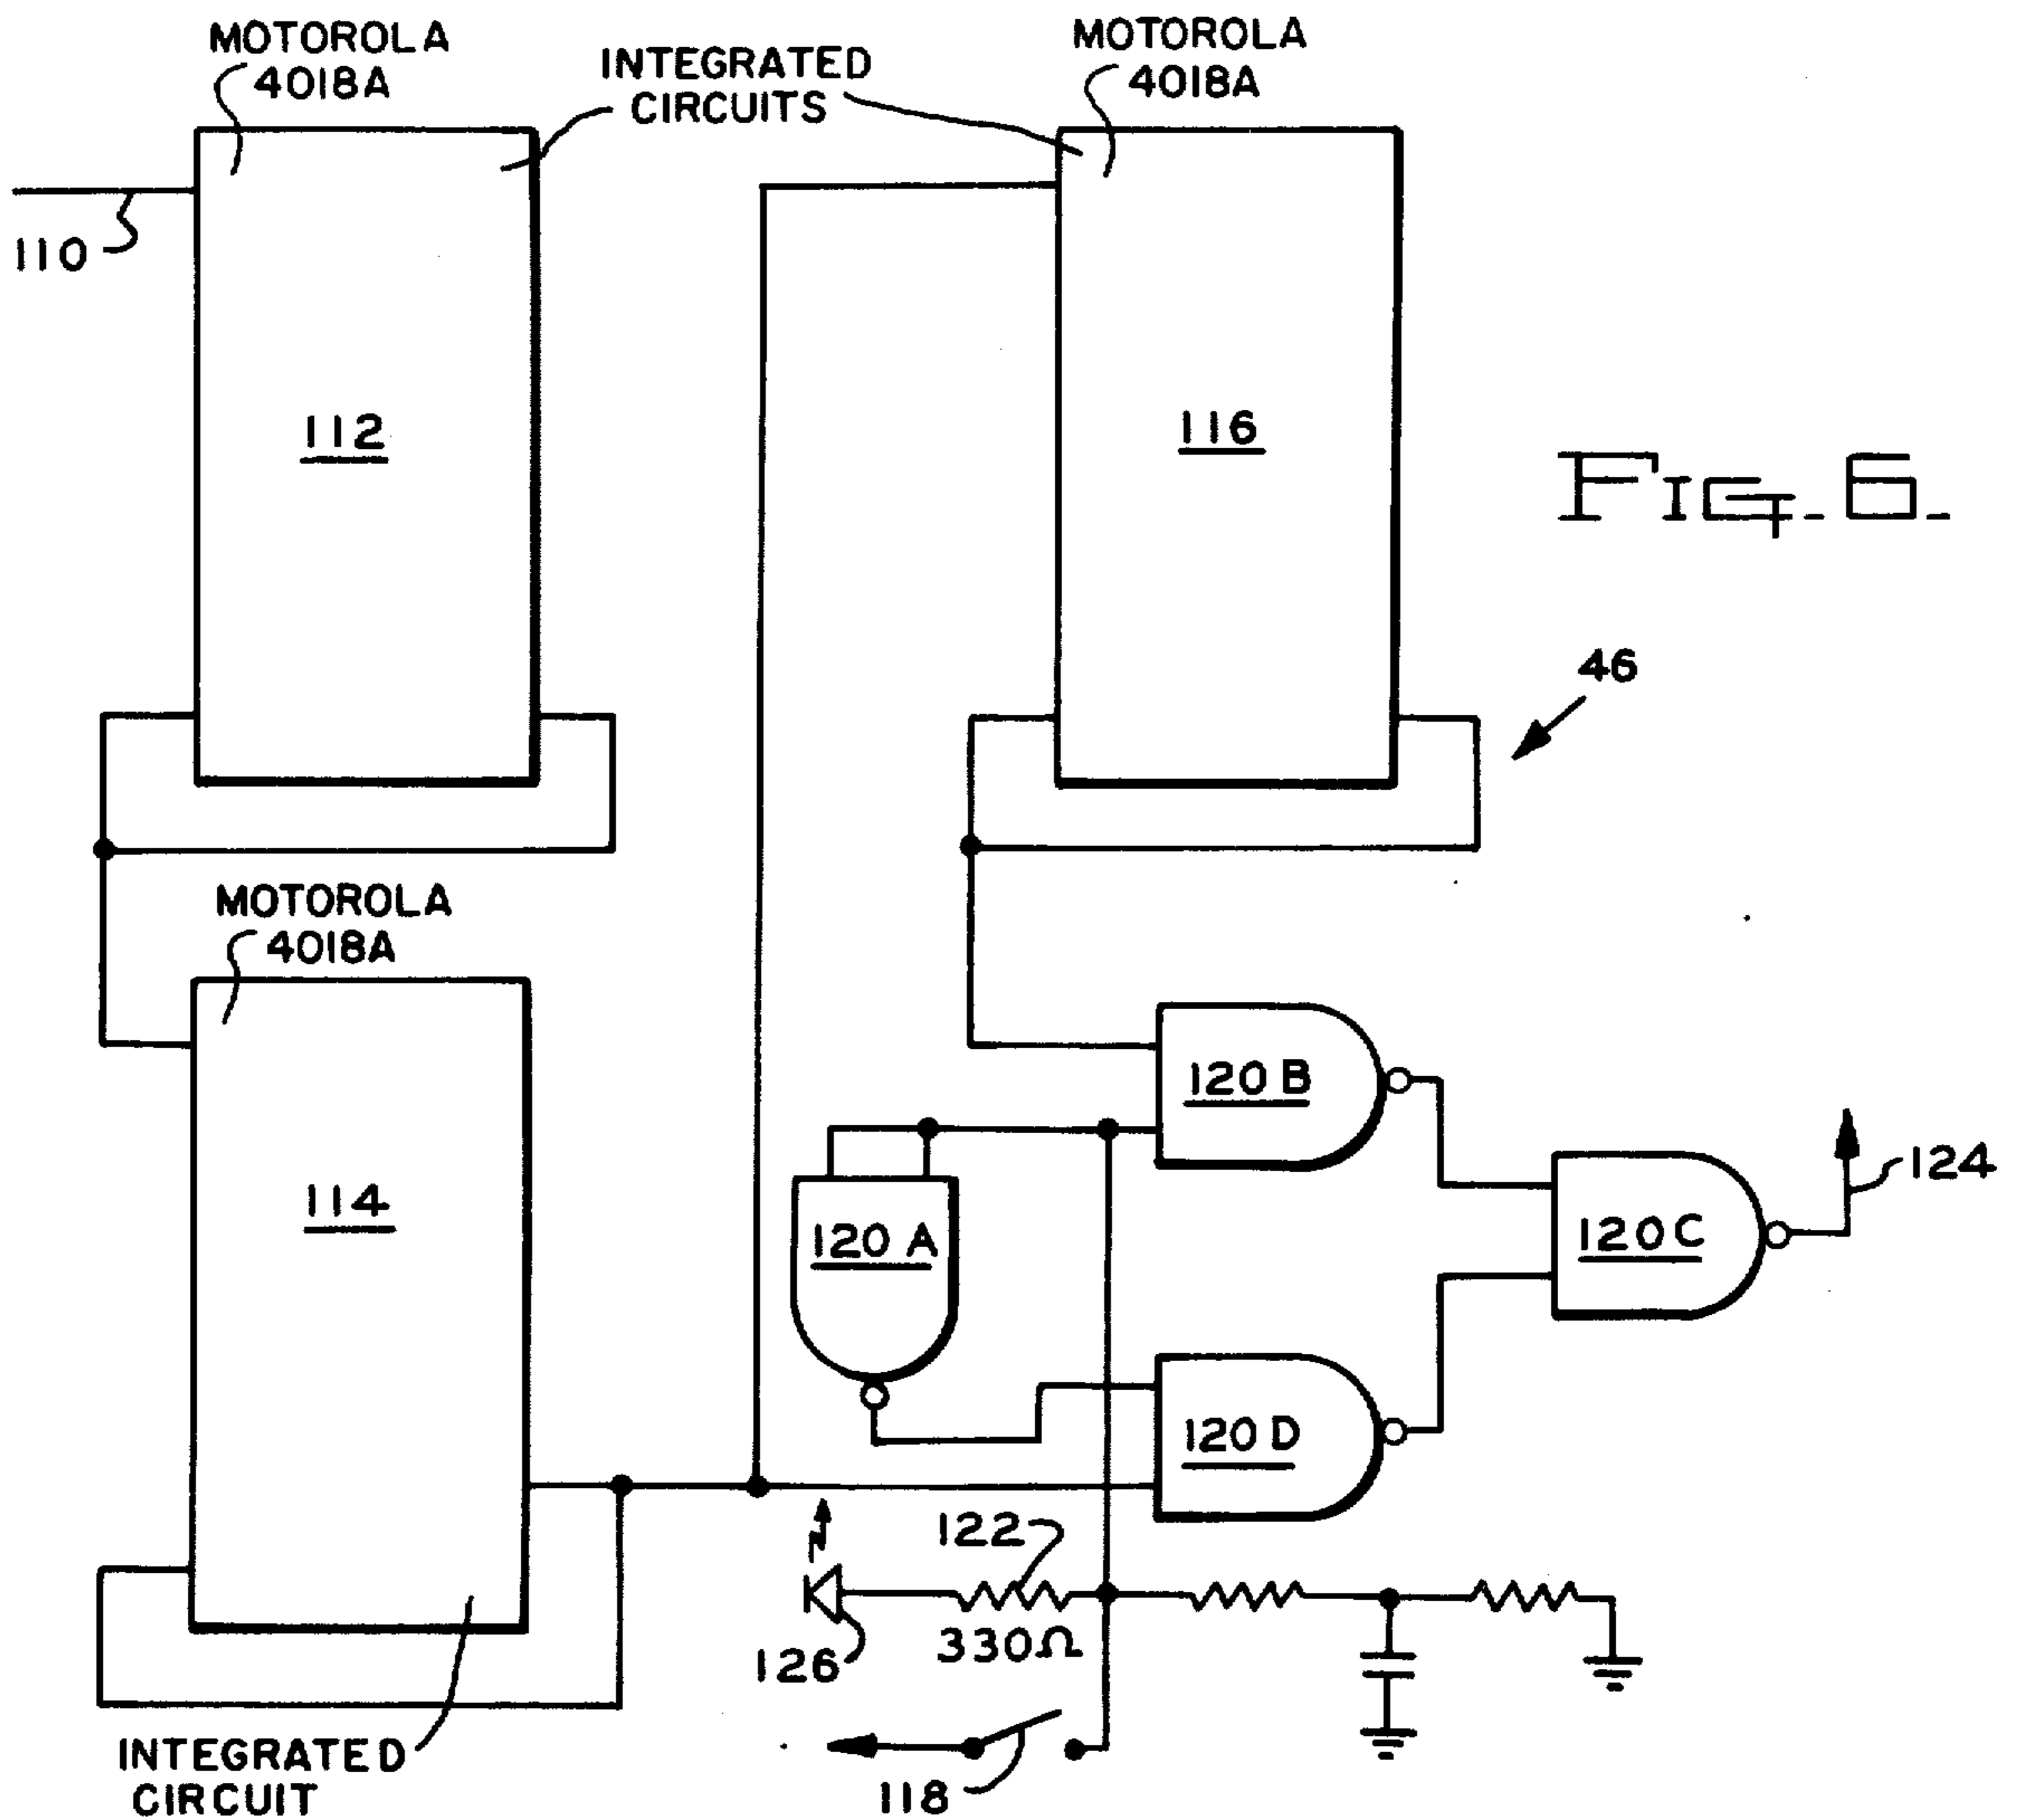 MOTOROLA
4018A
INTEGRATED
CIRCUITS
MOTOROLA
4018A
110
112
116
FIG. 6.
46
MOTOROLA
4018A
114
120 B
120 A
120 C
124
120 D
122
126
330Ω
118
INTEGRATED
CIRCUIT